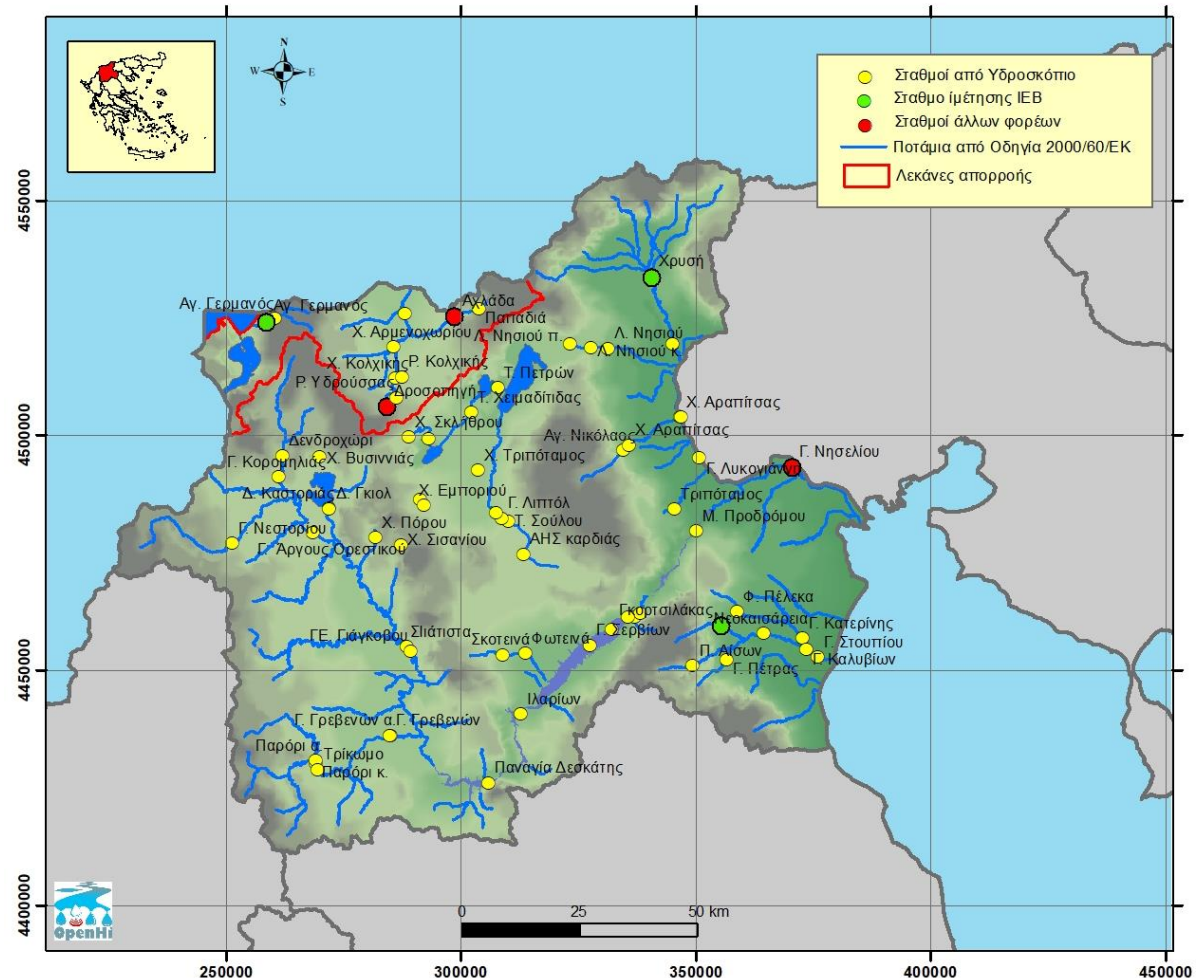 N
W E
S
Σταθμοί από Υδροσκόπιο
Σταθμο ίμέτησης ΙΕΒ
Σταθμοί άλλων φορέων
Ποτάμια από Οδηγία 2000/60/ΕΚ
Λεκάνες απορροής
4550000
4500000
4450000
4400000
Χρυσή
Αγ. Γερμανός
Αγ. Γερμανός
Αχλάδα
Παπαδιά
Χ. Αρμενοχωρίου
Λ. Νησιού π.
Λ. Νησιού
Λ. Νησιού κ.
Χ. Κολχικής
Ρ. Κολχικής
Ρ. Υδρούσσας
Δροσοπηγή
Τ. Πετρών
Τ. Χειμαδίτιδας
Χ. Σκλήθρου
Χ. Αραπίτσας
Αγ. Νικόλαος
Χ. Αραπίτσας
Δενδροχώρι
Χ. Βυσιννιάς
Γ. Κορομηλιάς
Χ. Τριπόταμος
Γ. Νησελίου
Γ. Λυκογιάννη
Δ. Καστοριάς
Δ. Γκιολ
Χ. Εμποριού
Γ. Λιπτόλ
Τριπόταμος
Γ. Νεστορίου
Χ. Πόρου
Τ. Σούλου
Μ. Προδρόμου
Γ. Άργους Ορεστικού
Χ. Σισανίου
ΑΗΣ καρδιάς
Φ. Πέλεκα
Γκορτσιλάκας
Νεοκαισάρεια
Γ. Σερβίων
Γ. Κατερίνης
ΓΕ. Γιάγκοβου
Σιάτιστα
Σκοτεινά
Φωτεινά
Γ. Στουπίου
Π. Αίσων
Γ. Καλυβίων
Γ. Πέτρας
Ιλαρίων
Γ. Γρεβενών α.
Γ. Γρεβενών
Παρόρι α.
Τρίκωμο
Παρόρι κ.
Παναγία Δεσκάτης
OpenHi
0 25 50 km
250000 300000 350000 400000 450000